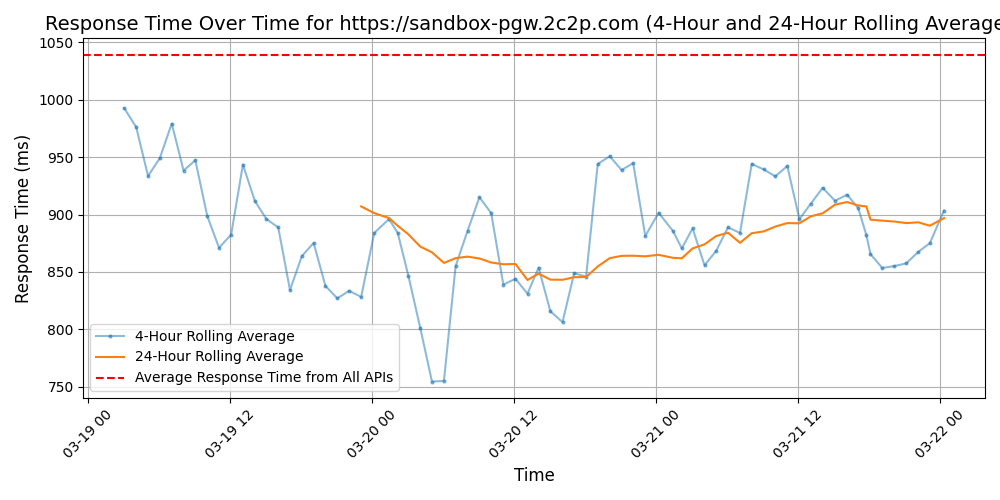 Response Time Over Time for https://sandbox-pgw.2c2p.com (4-Hour and 24-Hour Rolling Average
Response Time (ms)
1050
1000
950
900
850
800
750
4-Hour Rolling Average
24-Hour Rolling Average
Average Response Time from All APIs
03-19 00
03-19 12
03-20 00
03-20 12
03-21 00
03-21 12
03-22 00
Time